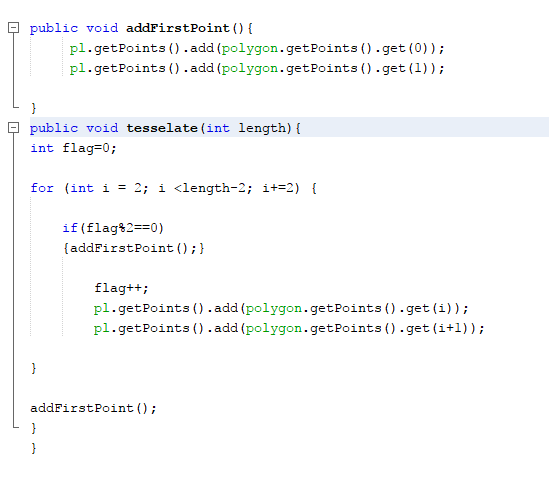 public void addFirstPoint(){
pl.getPoints().add(polygon.getPoints().get(0));
pl.getPoints().add(polygon.getPoints().get(1));
}
public void tesselate(int length){
int flag=0;
for (int i = 2; i <length-2; i+=2) {
if(flag%2==0)
{addFirstPoint();}
flag++;
pl.getPoints().add(polygon.getPoints().get(i));
pl.getPoints().add(polygon.getPoints().get(i+1));
}
addFirstPoint();
}
}